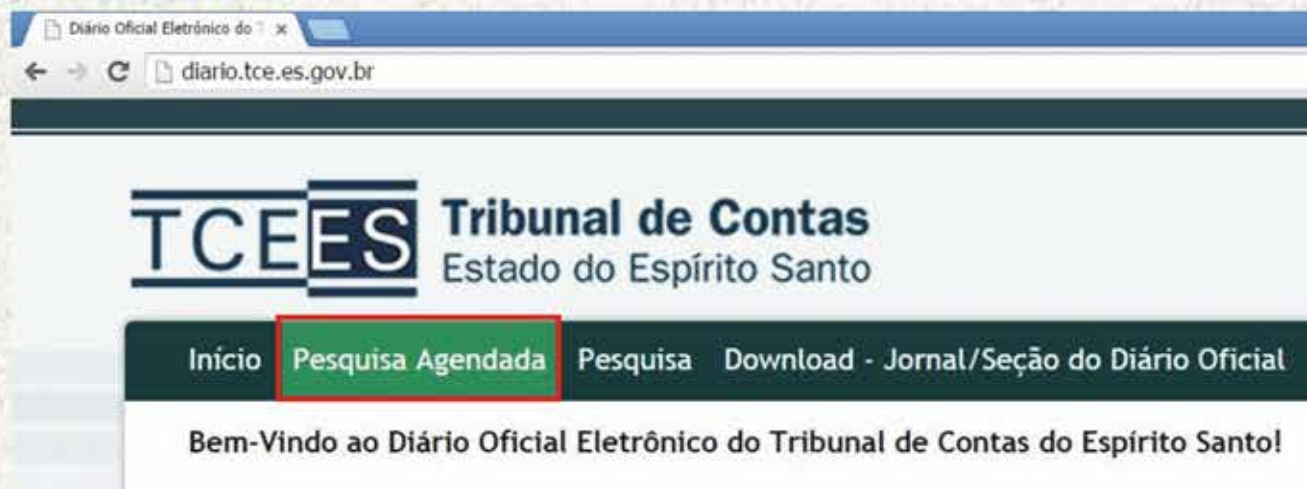 Diário Oficial Eletrônico do T
diario.tce.es.gov.br
TCEES
Tribunal de Contas
Estado do Espírito Santo
Início Pesquisa Agendada Pesquisa Download - Jornal/Seção do Diário Oficial
Bem-Vindo ao Diário Oficial Eletrônico do Tribunal de Contas do Espírito Santo!